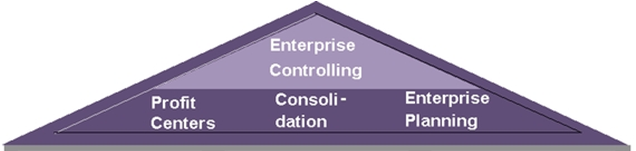 Enterprise
Controlling
Profit
Centers
Consoli-
dation
Enterprise
Planning